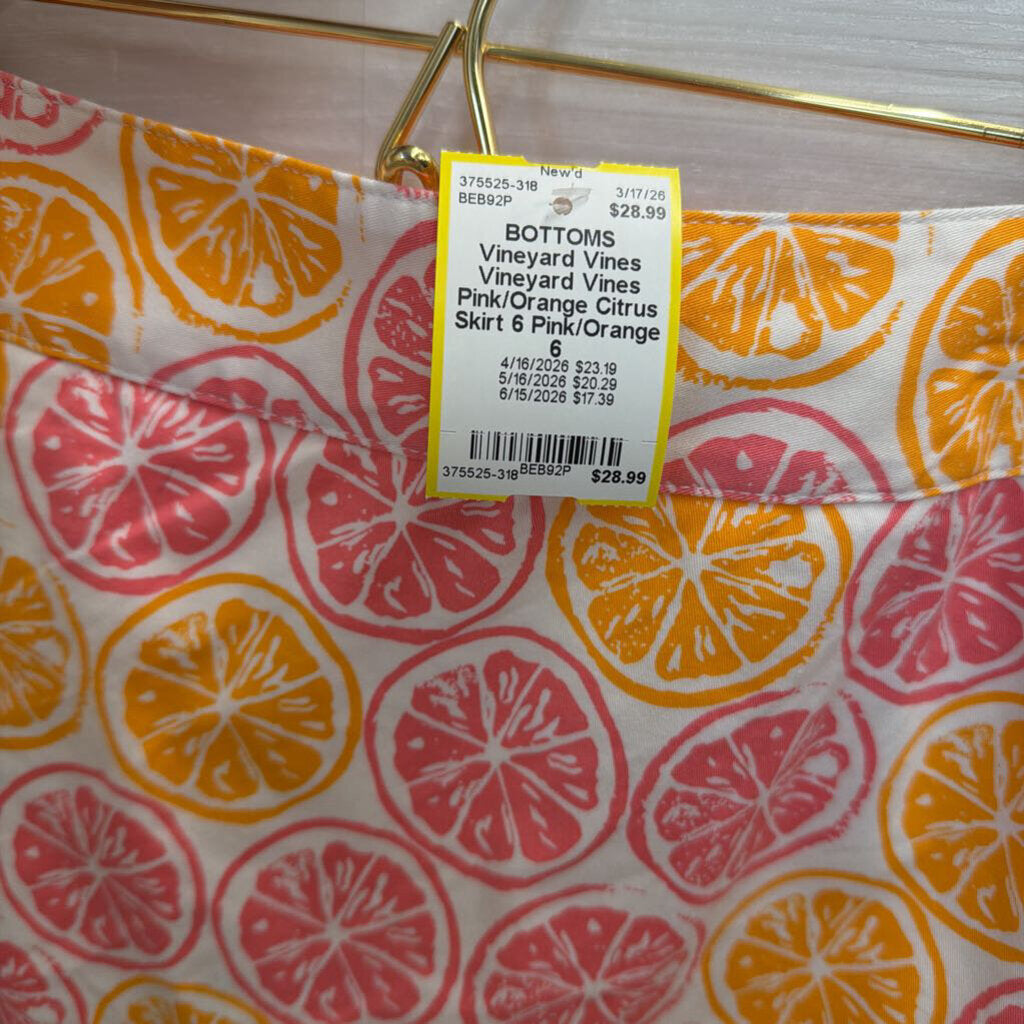 New'd
375525-318 3/17/26
BEB92P $28.99
BOTTOMS
Vineyard Vines
Vineyard Vines
Pink/Orange Citrus
Skirt 6 Pink/Orange
6
4/16/2026 $23.19
5/16/2026 $20.29
6/15/2026 $17.39
375525-318 BEB92P $28.99